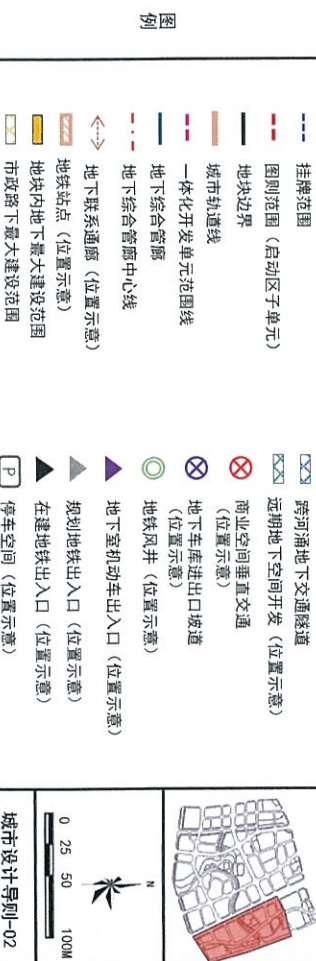 图
例
挂牌范围
图则范围（启动区子单元）
地块边界
城市轨道线
一体化开发单元范围线
地下综合管廊
地下综合管廊中心线
地下联系通廊（位置示意）
地铁站点（位置示意）
地块内地下最大建设范围
市政路下最大建设范围
跨河涌地下交通隧道
远期地下空间开发（位置示意）
商业空间垂直交通
（位置示意）
地下车库进出口坡道
（位置示意）
地铁风井（位置示意）
地下室机动车出入口（位置示意）
规划地铁出入口（位置示意）
在建地铁出入口（位置示意）
P 停车空间（位置示意）
N
0 25 50 100M
城市设计导则-02